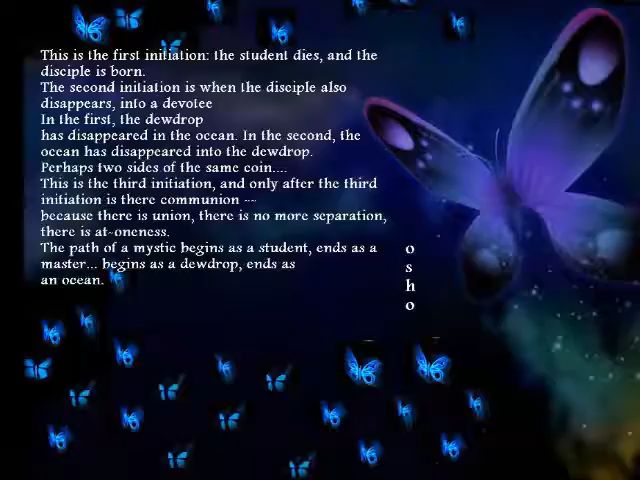 This is the first initiation: the student dies, and the
disciple is born.
The second initiation is when the disciple also
disappears, into a devotee
In the first, the dewdrop
has disappeared in the ocean. In the second, the
ocean has disappeared into the dewdrop.
Perhaps two sides of the same coin....
This is the third initiation, and only after the third
initiation is there communion --
because there is union, there is no more separation,
there is at-oneness.
The path of a mystic begins as a student, ends as a
master... begins as a dewdrop, ends as
an ocean.
o
s
h
o